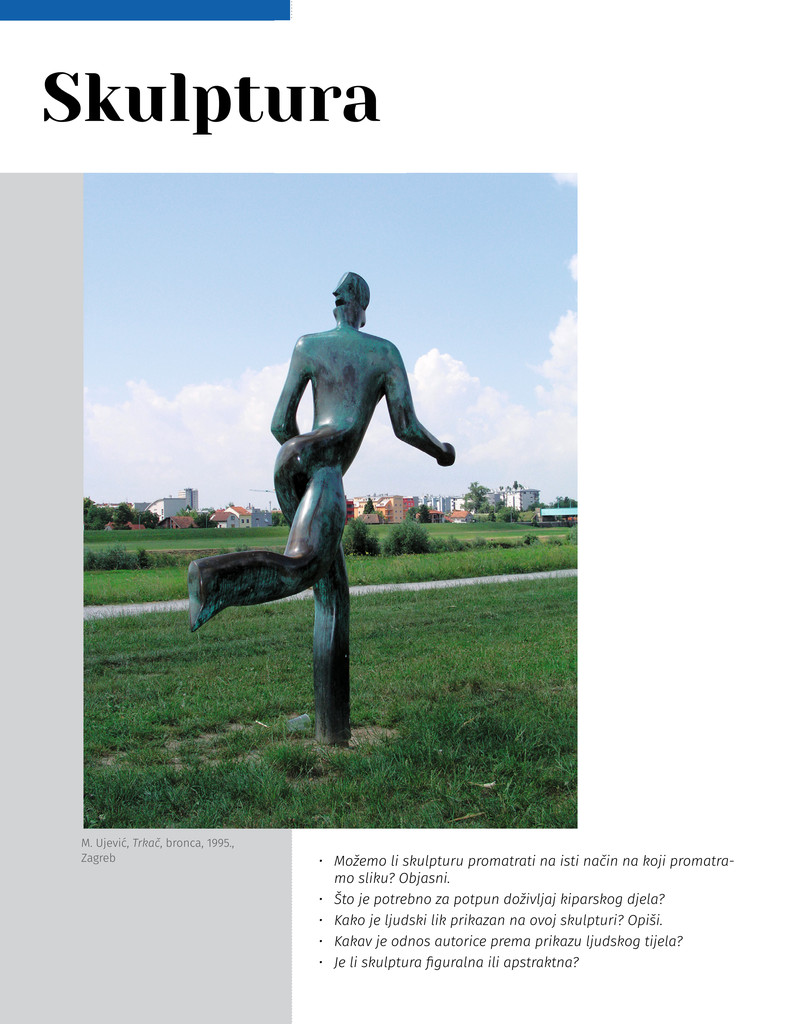 Skulptura
M. Ujević, Trkač, bronca, 1995.,
Zagreb
• Možemo li skulpturu promatrati na isti način na koji promatra-
mo sliku? Objasni.
• Što je potrebno za potpun doživljaj kiparskog djela?
• Kako je ljudski lik prikazan na ovoj skulpturi? Opiši.
• Kakav je odnos autorice prema prikazu ljudskog tijela?
• Je li skulptura figuralna ili apstraktna?